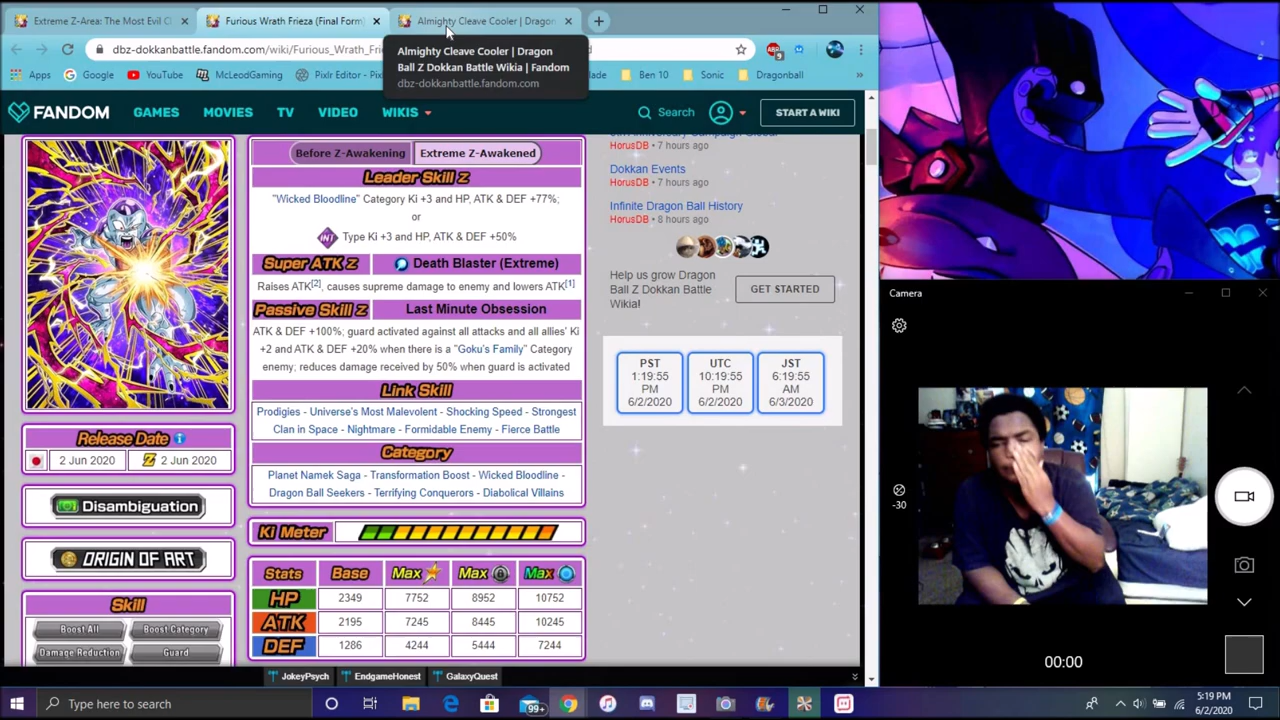 Extreme Z-Area: The Most Evil C
Furious Wrath Frieza (Final Form)
Almighty Cleave Cooler | Dragon
dbz-dokkanbattle.fandom.com/wiki/Furious_Wrath_Fri
Almighty Cleave Cooler | Dragon
Ball Z Dokkan Battle Wikia | Fandom
dbz-dokkanbattle.fandom.com
9
Apps
Google
YouTube
McLeodGaming
Pixlr Editor - Pix
lade
Ben 10
Sonic
Dragonball
»
FANDOM
GAMES
MOVIES
TV
VIDEO
WIKIS
Search
START A WIKI
Before Z-Awakening
Extreme Z-Awakened
Leader Skill Z
"Wicked Bloodline" Category Ki +3 and HP, ATK & DEF +77%;
or
INT Type Ki +3 and HP, ATK & DEF +50%
Super ATK Z
Death Blaster (Extreme)
Raises ATK[2], causes supreme damage to enemy and lowers ATK[1]
Passive Skill Z
Last Minute Obsession
ATK & DEF +100%; guard activated against all attacks and all allies' Ki
+2 and ATK & DEF +20% when there is a "Goku's Family" Category
enemy; reduces damage received by 50% when guard is activated
Link Skill
Prodigies - Universe's Most Malevolent - Shocking Speed - Strongest
Clan in Space - Nightmare - Formidable Enemy - Fierce Battle
Category
Planet Namek Saga - Transformation Boost - Wicked Bloodline -
Dragon Ball Seekers - Terrifying Conquerors - Diabolical Villains
Ki Meter
Stats Base Max Max Max
HP 2349 7752 8952 10752
ATK 2195 7245 8445 10245
DEF 1286 4244 5444 7244
Release Date
2 Jun 2020
Z 2 Jun 2020
Disambiguation
ORIGIN OF ART
Skill
Boost All
Boost Category
Damage Reduction
Guard
HorusDB • 7 hours ago
Dokkan Events
HorusDB • 7 hours ago
Infinite Dragon Ball History
HorusDB • 8 hours ago
Help us grow Dragon
Ball Z Dokkan Battle
Wikia!
GET STARTED
PST
1:19:55
PM
6/2/2020
UTC
10:19:55
PM
6/2/2020
JST
6:19:55
AM
6/3/2020
JokeyPsych
EndgameHonest
GalaxyQuest
Camera
-30
00:00
Type here to search
99+
5:19 PM
6/2/2020